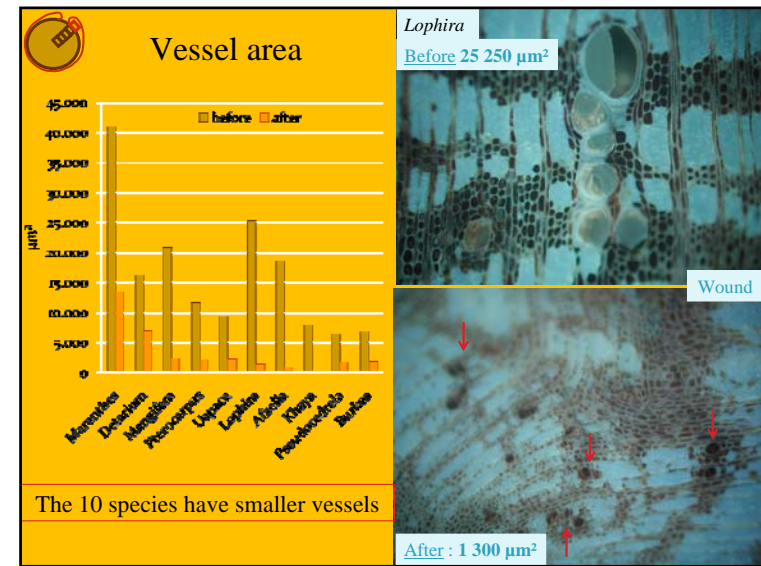 Vessel area
45.000
40.000
35.000
30.000
25.000
20.000
15.000
10.000
5.000
0
µm²
before after
Maranthes
Detarium
Mangifera
Pterocarpus
Uapaca
Lophira
Afzelia
Khaya
Pseudocedrela
Burkea
The 10 species have smaller vessels
Lophira
Before 25 250 µm²
Wound
After : 1 300 µm²